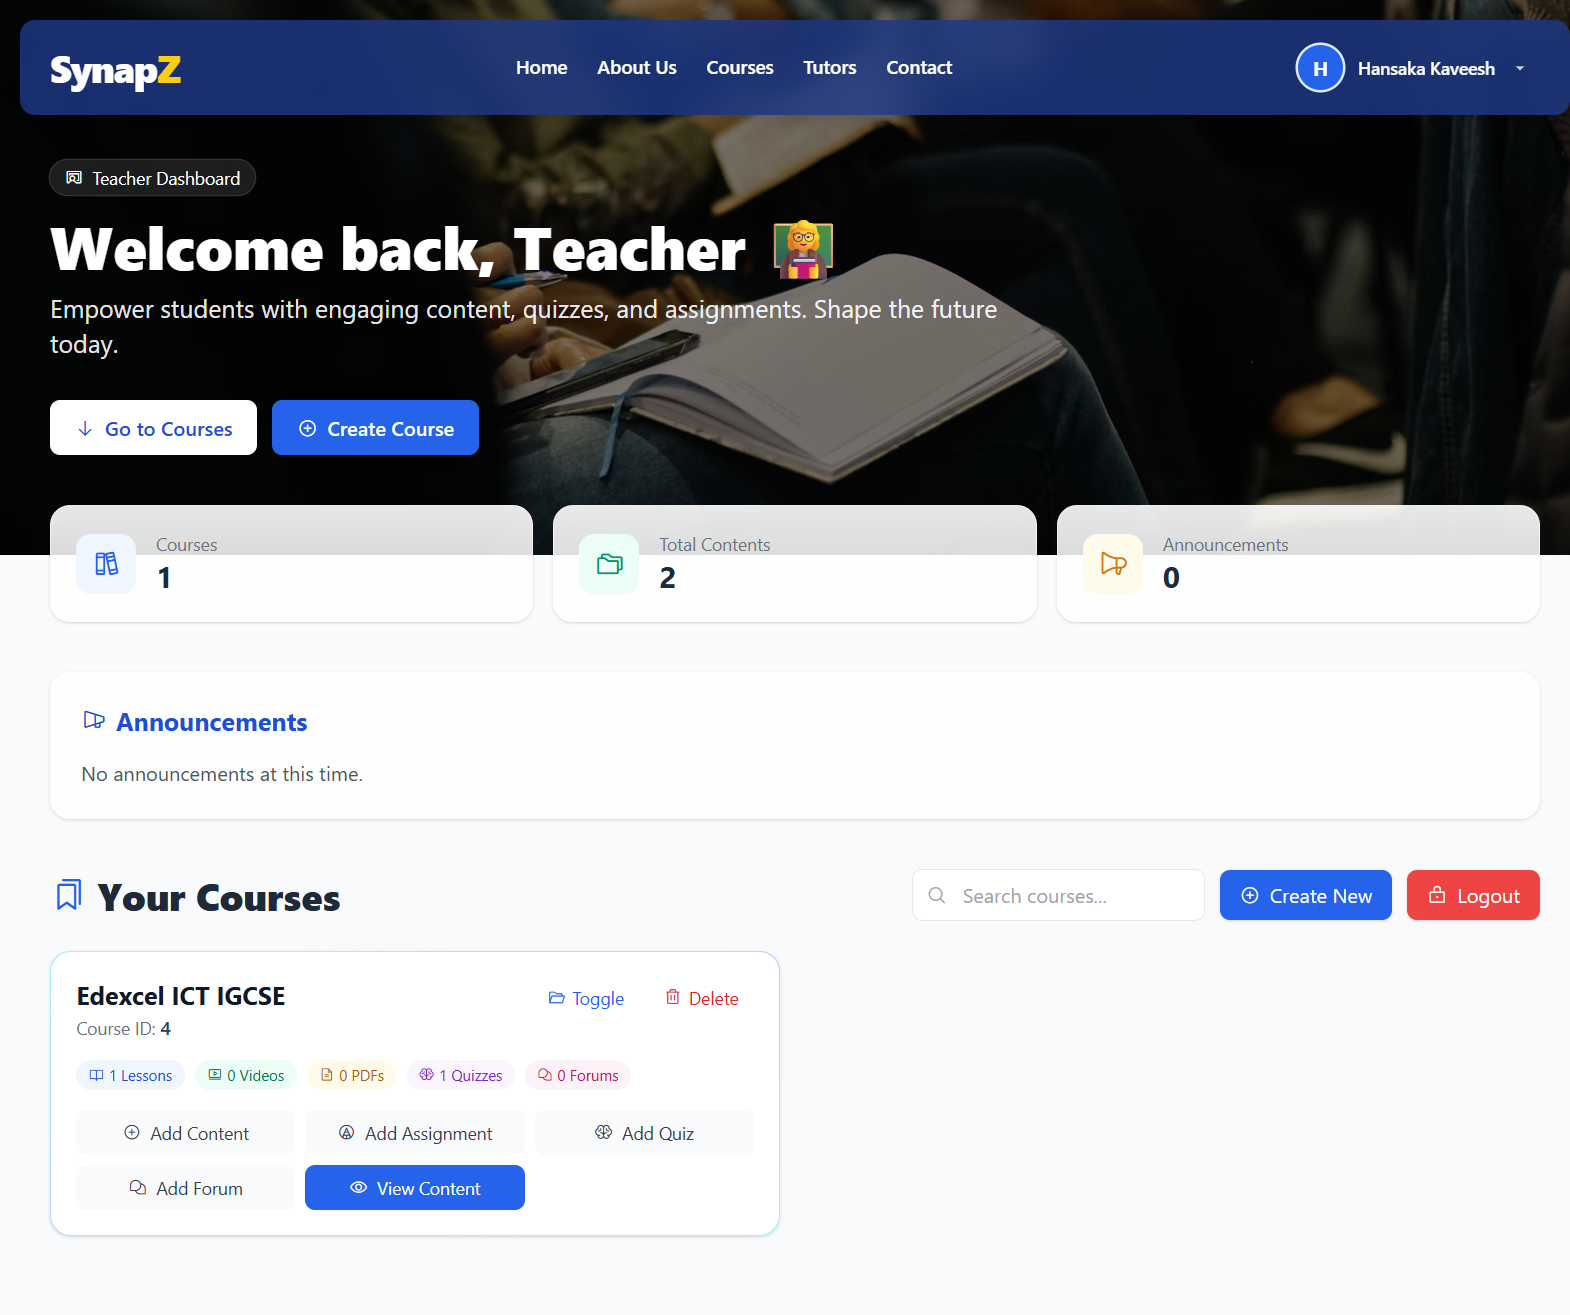 SynapZ
Home
About Us
Courses
Tutors
Contact
H
Hansaka Kaveesh
Teacher Dashboard
Welcome back, Teacher
Empower students with engaging content, quizzes, and assignments. Shape the future
today.
Go to Courses
Create Course
Courses
1
Total Contents
2
Announcements
0
Announcements
No announcements at this time.
Your Courses
Search courses...
Create New
Logout
Edexcel ICT IGCSE
Toggle
Delete
Course ID: 4
1 Lessons
0 Videos
0 PDFs
1 Quizzes
0 Forums
Add Content
Add Assignment
Add Quiz
Add Forum
View Content